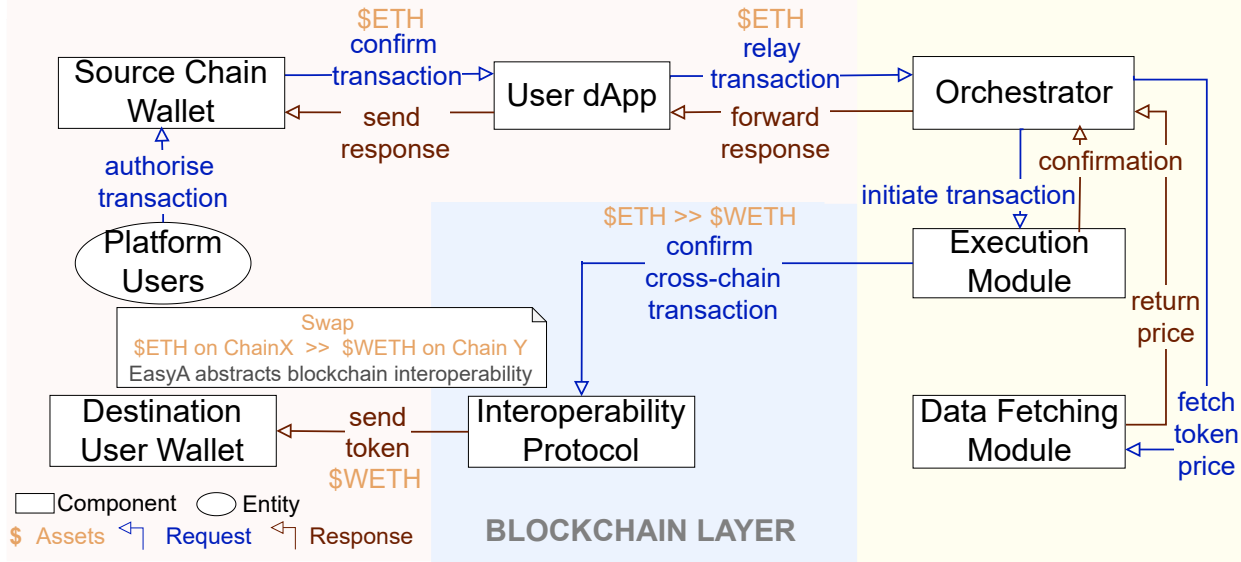 $ETH
confirm
transaction
$ETH
relay
transaction
Source Chain
Wallet
User dApp
Orchestrator
send
response
forward
response
authorise
transaction
confirmation
initiate transaction
Platform
Users
$ETH >> $WETH
confirm
cross-chain
transaction
Execution
Module
return
price
Swap
$ETH on ChainX >> $WETH on Chain Y
EasyA abstracts blockchain interoperability
Destination
User Wallet
send
token
$WETH
Interoperability
Protocol
Data Fetching
Module
fetch
token
price
Component
Entity
$ Assets
Request
Response
BLOCKCHAIN LAYER